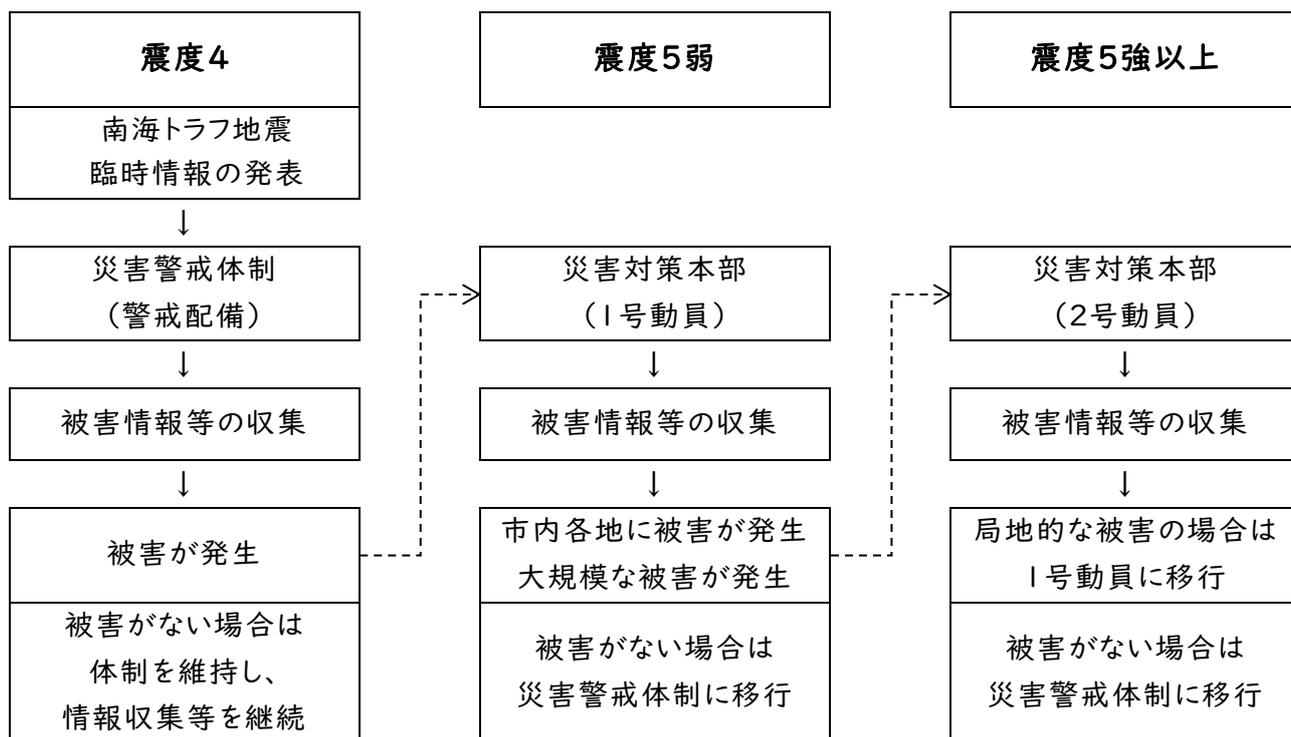 震度4
南海トラフ地震
臨時情報の発表
↓
災害警戒体制
（警戒配備）
↓
被害情報等の収集
↓
被害が発生
被害がない場合は
体制を維持し、
情報収集等を継続
震度5弱
災害対策本部
（1号動員）
↓
被害情報等の収集
↓
市内各地に被害が発生
大規模な被害が発生
被害がない場合は
災害警戒体制に移行
震度5強以上
災害対策本部
（2号動員）
↓
被害情報等の収集
↓
局地的な被害の場合は
1号動員に移行
被害がない場合は
災害警戒体制に移行